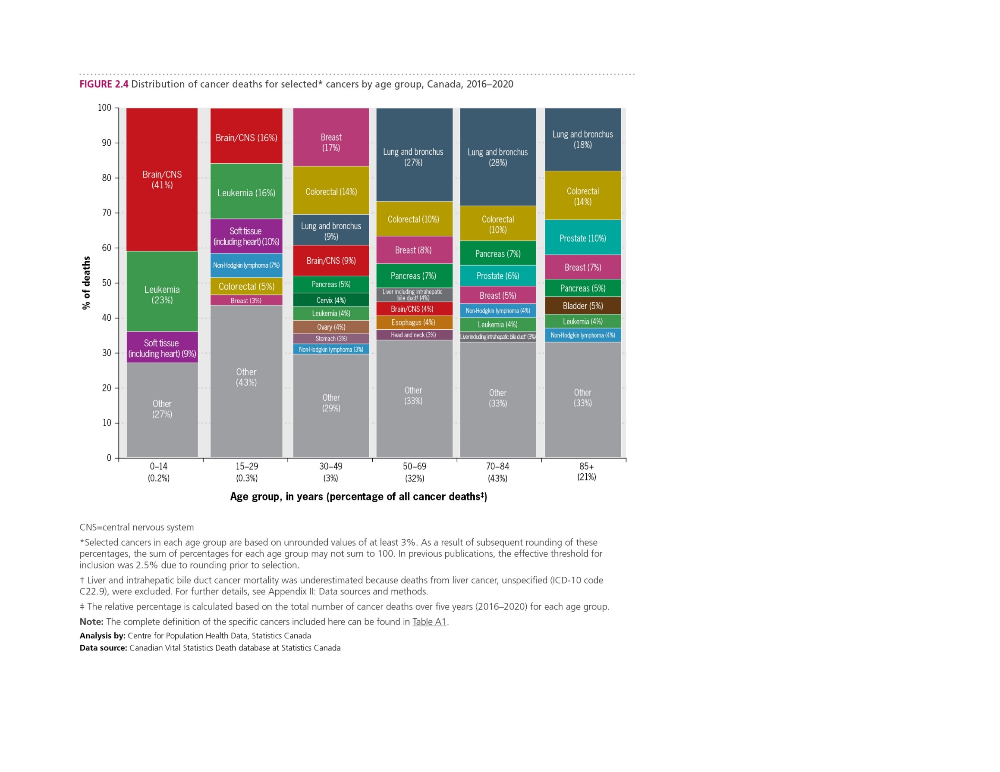 FIGURE 2.4 Distribution of cancer deaths for selected* cancers by age group, Canada, 2016–2020
% of deaths
100
90
80
70
60
50
40
30
20
10
0
Brain/CNS
(41%)
Leukemia
(23%)
Soft tissue
(including heart) (9%)
Other
(27%)
Brain/CNS (16%)
Leukemia (16%)
Soft tissue
(including heart) (10%)
Non-Hodgkin lymphoma (7%)
Colorectal (5%)
Breast (3%)
Other
(43%)
Breast
(17%)
Colorectal (14%)
Lung and bronchus
(9%)
Brain/CNS (9%)
Pancreas (5%)
Cervix (4%)
Leukemia (4%)
Ovary (4%)
Stomach (3%)
Non-Hodgkin lymphoma (3%)
Other
(29%)
Lung and bronchus
(27%)
Colorectal (10%)
Breast (8%)
Pancreas (7%)
Liver including intrahepatic
bile duct† (4%)
Brain/CNS (4%)
Esophagus (4%)
Head and neck (3%)
Other
(33%)
Lung and bronchus
(28%)
Colorectal
(10%)
Pancreas (7%)
Prostate (6%)
Breast (5%)
Non-Hodgkin lymphoma (4%)
Leukemia (4%)
Liver including intrahepatic bile duct† (3%)
Other
(33%)
Lung and bronchus
(18%)
Colorectal
(14%)
Prostate (10%)
Breast (7%)
Pancreas (5%)
Bladder (5%)
Leukemia (4%)
Non-Hodgkin lymphoma (4%)
Other
(33%)
0–14
(0.2%)
15–29
(0.3%)
30–49
(3%)
50–69
(32%)
70–84
(43%)
85+
(21%)
Age group, in years (percentage of all cancer deaths‡)
CNS=central nervous system
*Selected cancers in each age group are based on unrounded values of at least 3%. As a result of subsequent rounding of these
percentages, the sum of percentages for each age group may not sum to 100. In previous publications, the effective threshold for
inclusion was 2.5% due to rounding prior to selection.
† Liver and intrahepatic bile duct cancer mortality was underestimated because deaths from liver cancer, unspecified (ICD-10 code
C22.9), were excluded. For further details, see Appendix II: Data sources and methods.
‡ The relative percentage is calculated based on the total number of cancer deaths over five years (2016–2020) for each age group.
Note: The complete definition of the specific cancers included here can be found in Table A1.
Analysis by: Centre for Population Health Data, Statistics Canada
Data source: Canadian Vital Statistics Death database at Statistics Canada